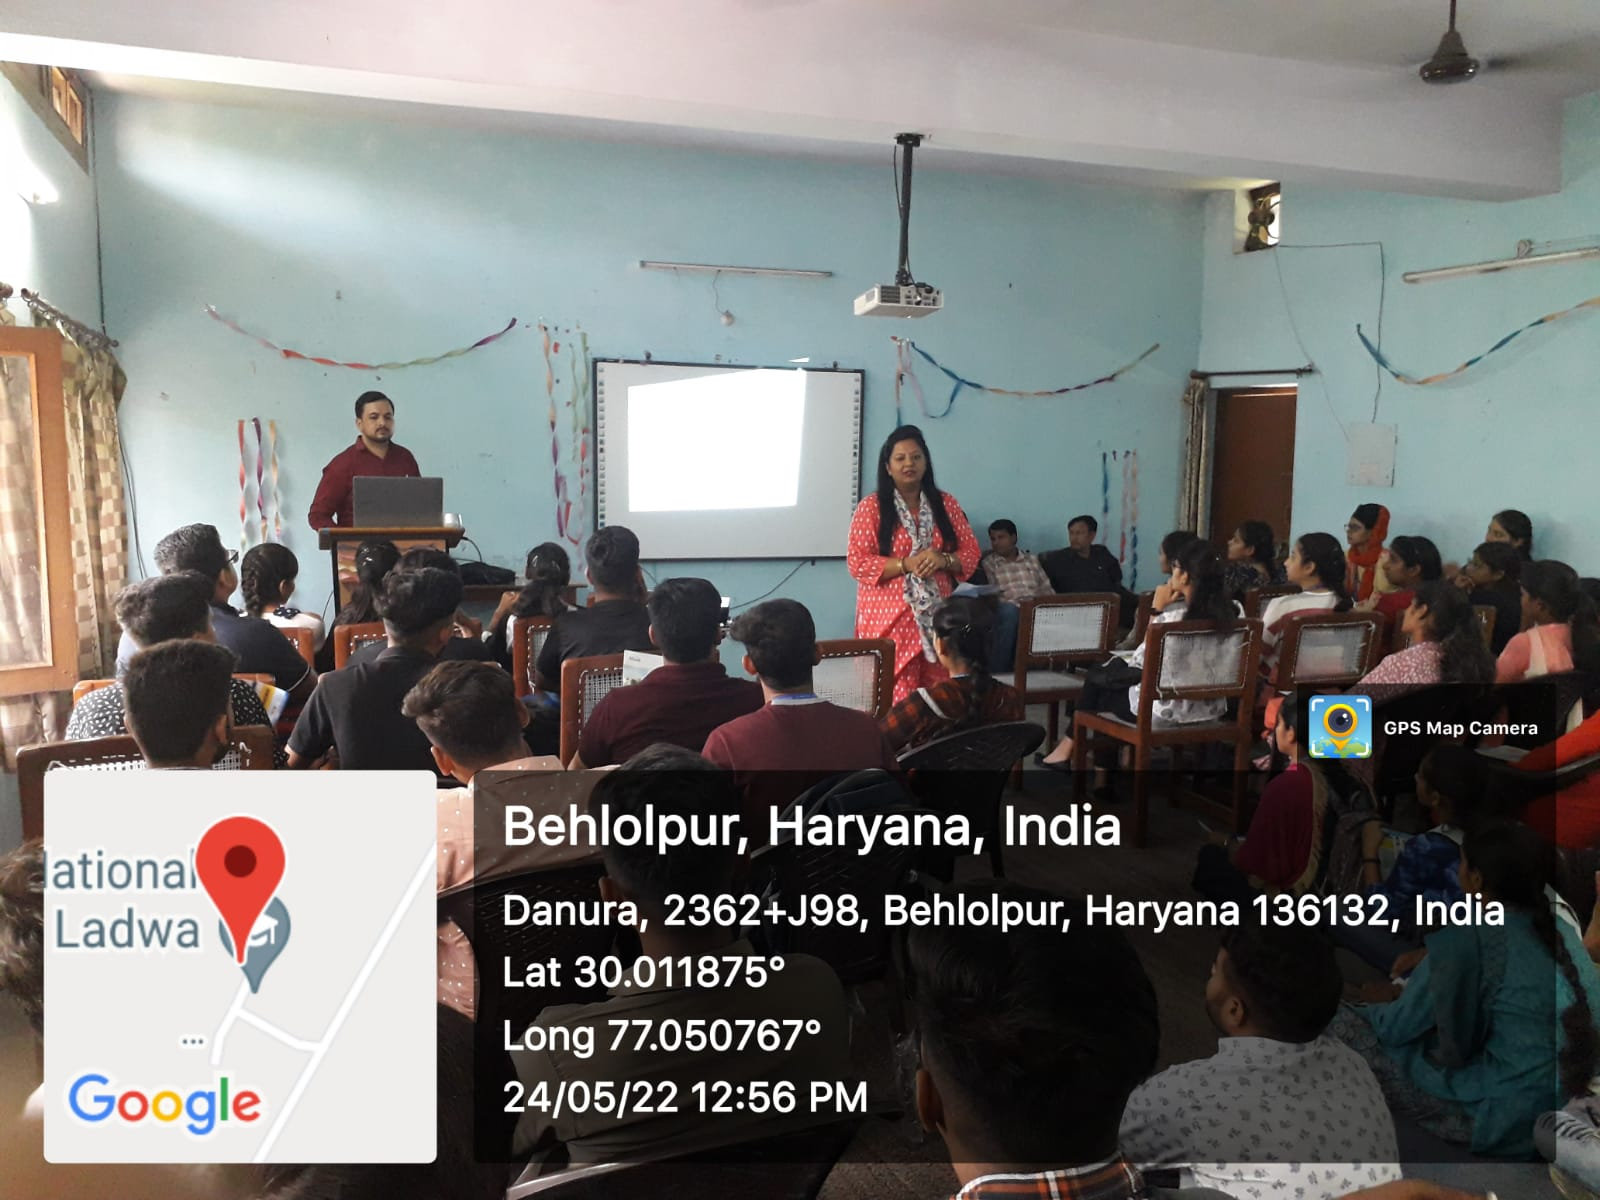 GPS Map Camera
Behlolpur, Haryana, India
Danura, 2362+J98, Behlolpur, Haryana 136132, India
Lat 30.011875°
Long 77.050767°
24/05/22 12:56 PM
Ladwa
...
Google